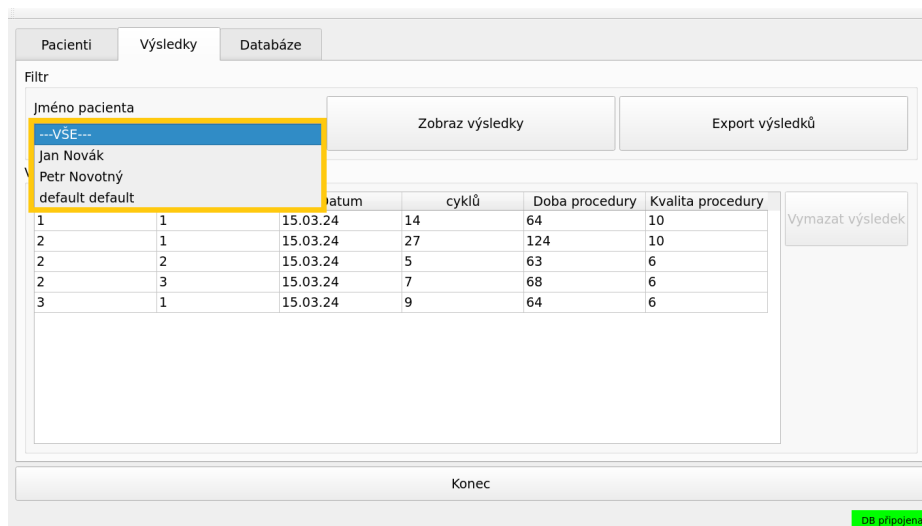 Pacienti Výsledky Databáze
Filtr
Jméno pacienta
Zobraz výsledky Export výsledků
---VŠE---
Jan Novák
Petr Novotný
default default
cyklů Doba procedury Kvalita procedury
1 1 15.03.24 14 64 10
2 1 15.03.24 27 124 10
2 2 15.03.24 5 63 6
2 3 15.03.24 7 68 6
3 1 15.03.24 9 64 6
Vymazat výsledek
Konec
DB připojena